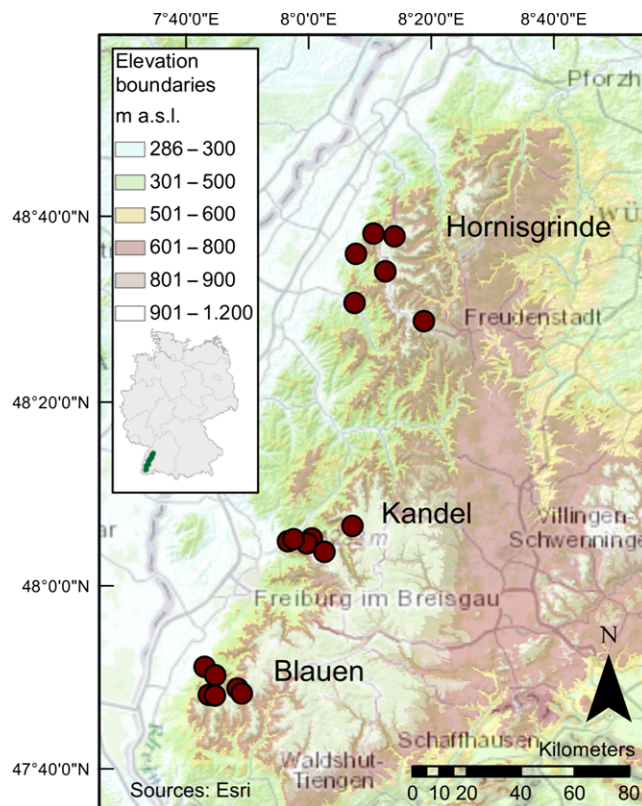 7°40'0"E 8°0'0"E 8°20'0"E 8°40'0"E
Elevation
boundaries
m a.s.l.
286 – 300
301 – 500
501 – 600
601 – 800
801 – 900
901 – 1.200
48°40'0"N
48°20'0"N
48°0'0"N
47°40'0"N
Pforzh
WÜ
Hornisgrinde
Freudenstadt
Kandel
Villingen-
Schwenninge
Freiburg im Breisgau
Blauen
N
Schaffhausen
Waldshut-
Tiengen
Kilometers
0 10 20 40 60 80
Sources: Esri